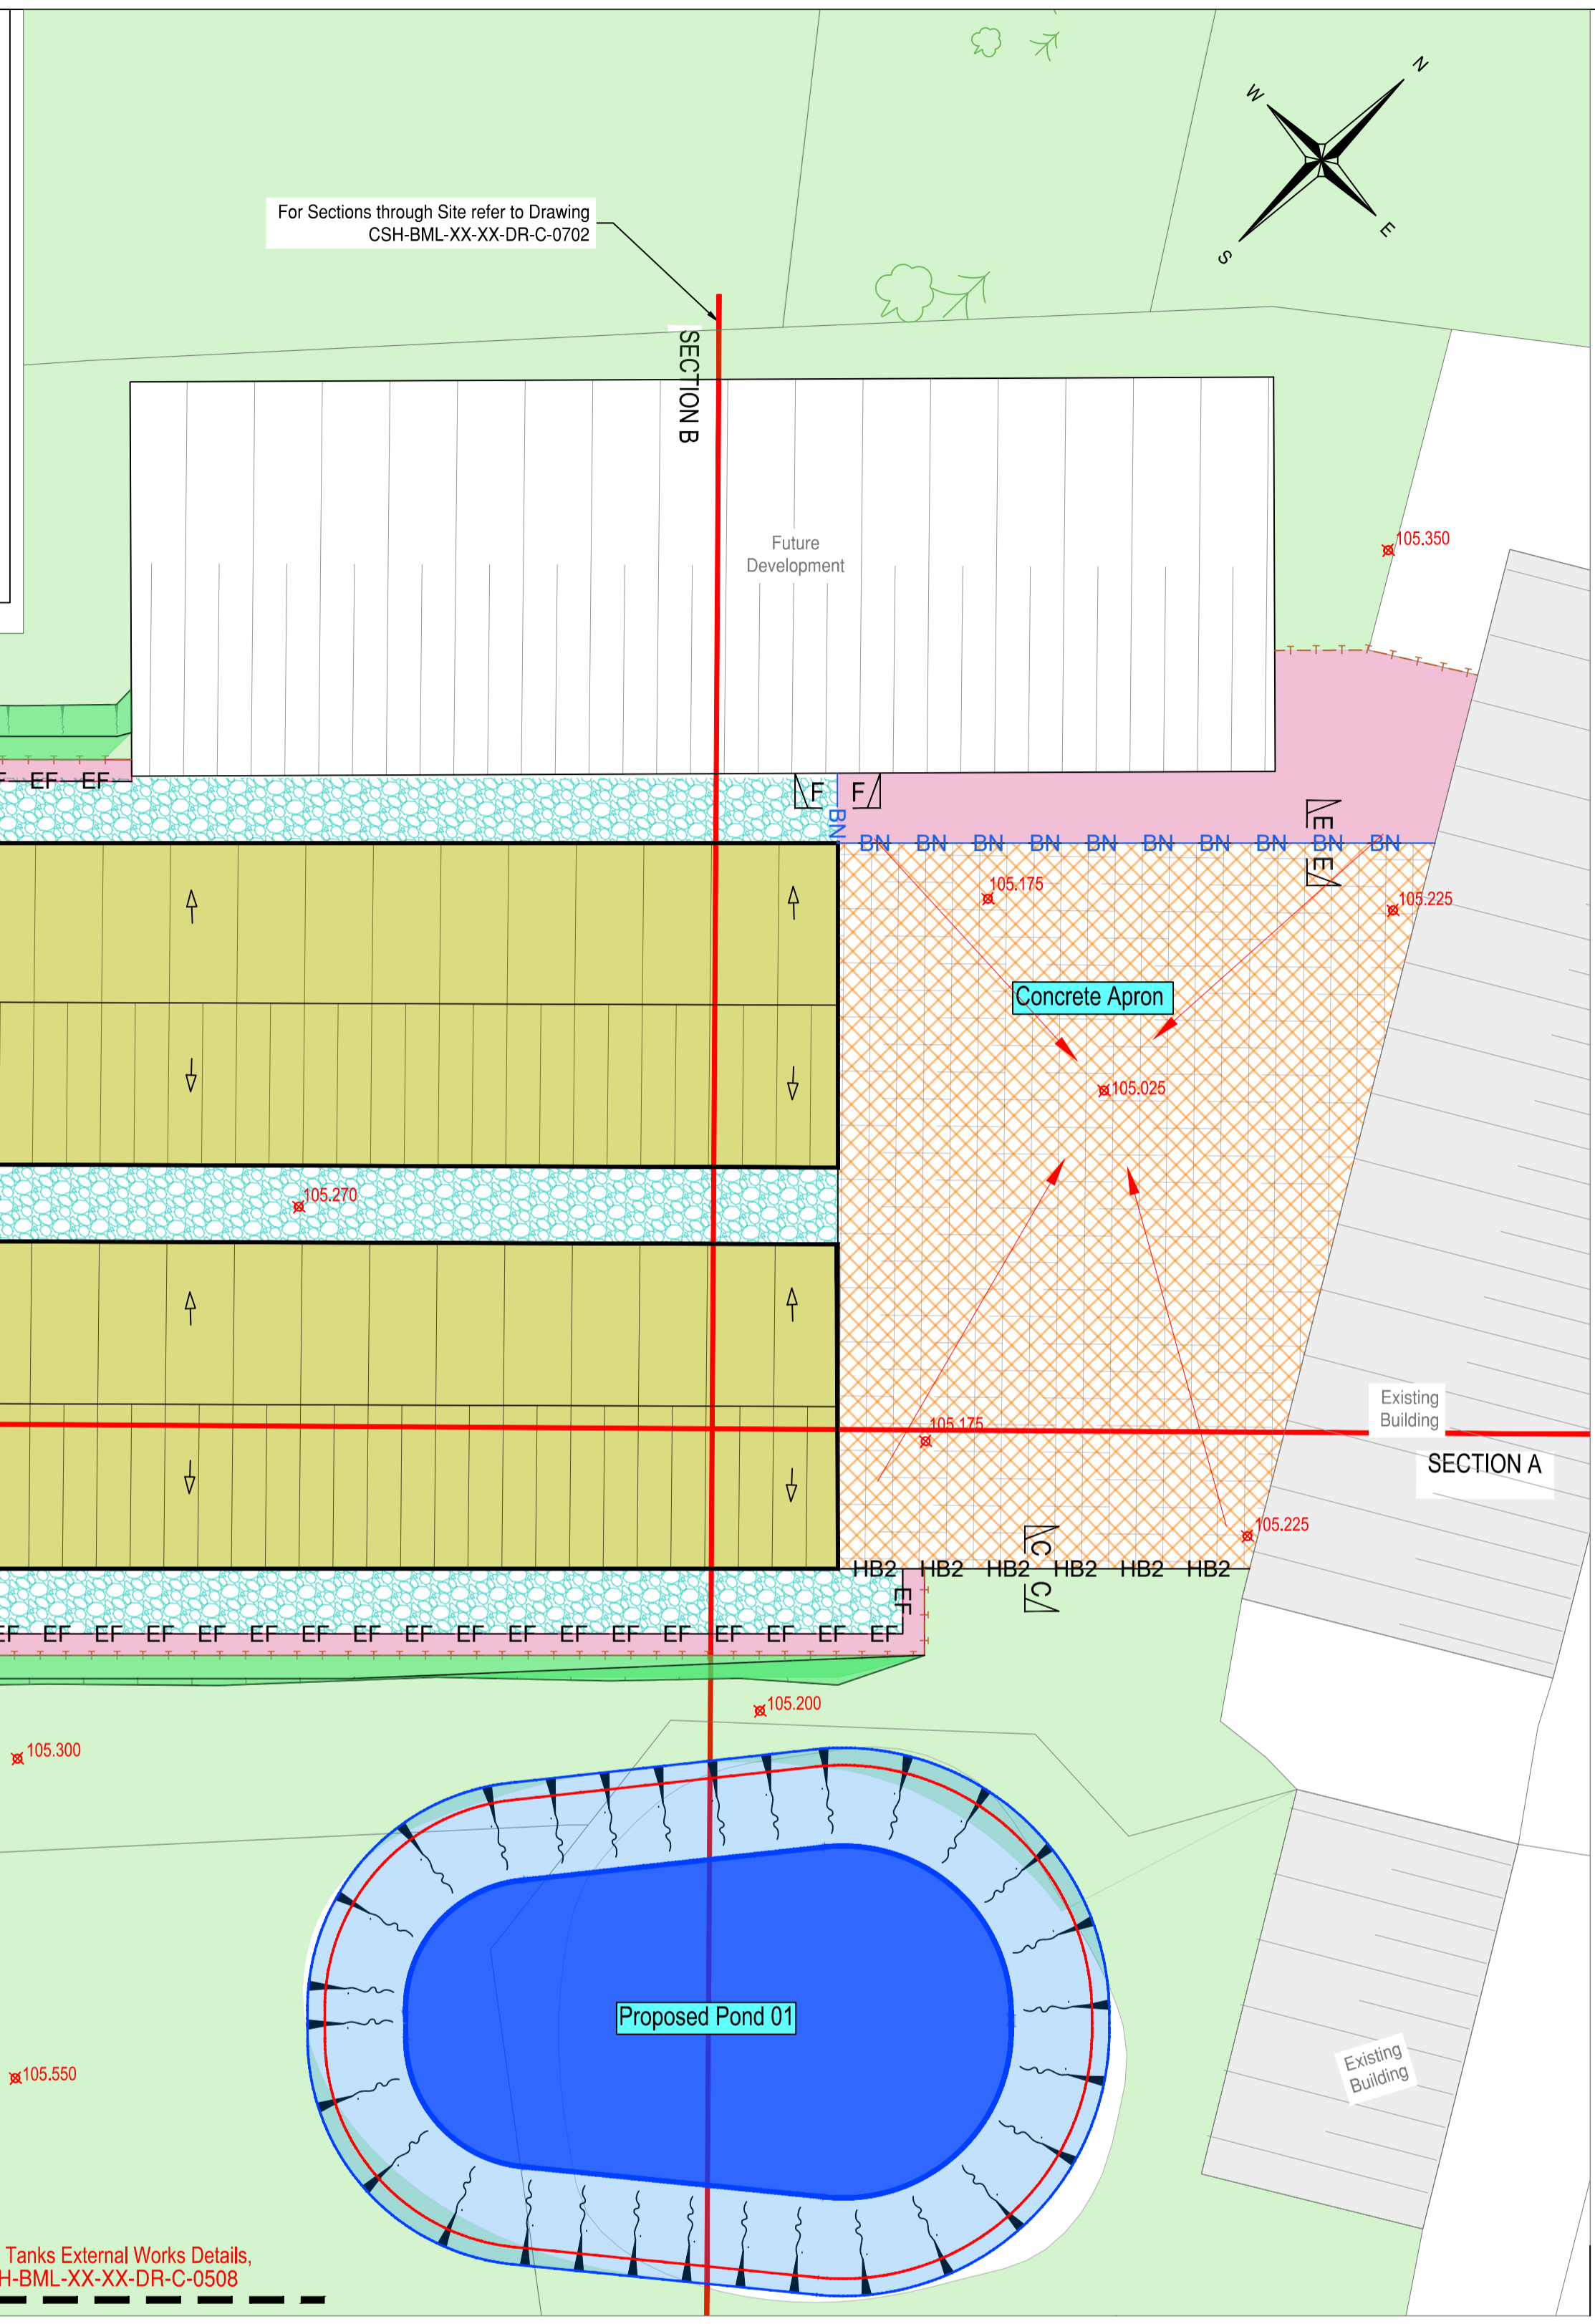 N
W
E
S
For Sections through Site refer to Drawing
CSH-BML-XX-XX-DR-C-0702
SECTION B
Future
Development
105.350
EF EF
F F
BN
E
BN BN BN BN BN BN BN BN BN BN
E
105.175
105.225
Concrete Apron
105.025
105.270
Existing
Building
105.175
SECTION A
105.225
C
HB2 HB2 HB2 HB2 HB2 HB2
C
EF
EF EF EF EF EF EF EF EF EF EF EF EF EF EF EF EF EF EF
105.200
105.300
Proposed Pond 01
Existing
Building
105.550
Tanks External Works Details,
H-BML-XX-XX-DR-C-0508